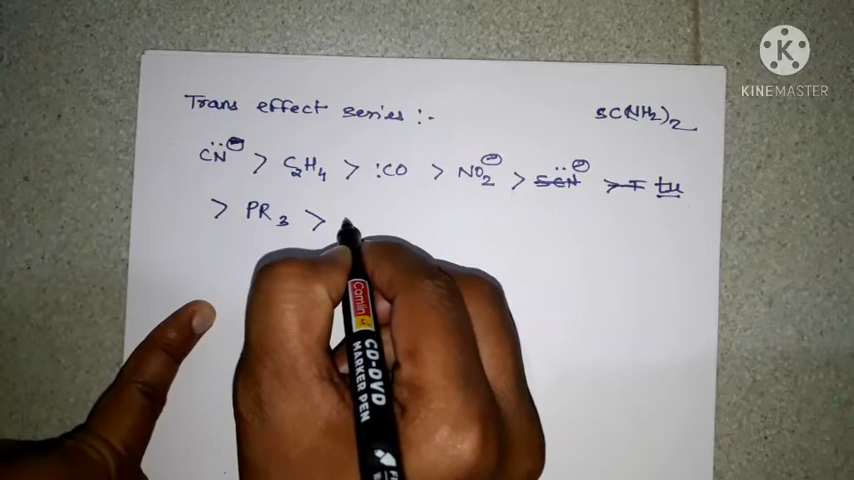 KINEMASTER
Trans effect series :-
SC(NH2)2
CN⊖ > C2H4 > :CO > NO2⊖ > SCN⊖ > I tu
> PR3 >
Camlin
CD-DVD
MARKER PEN